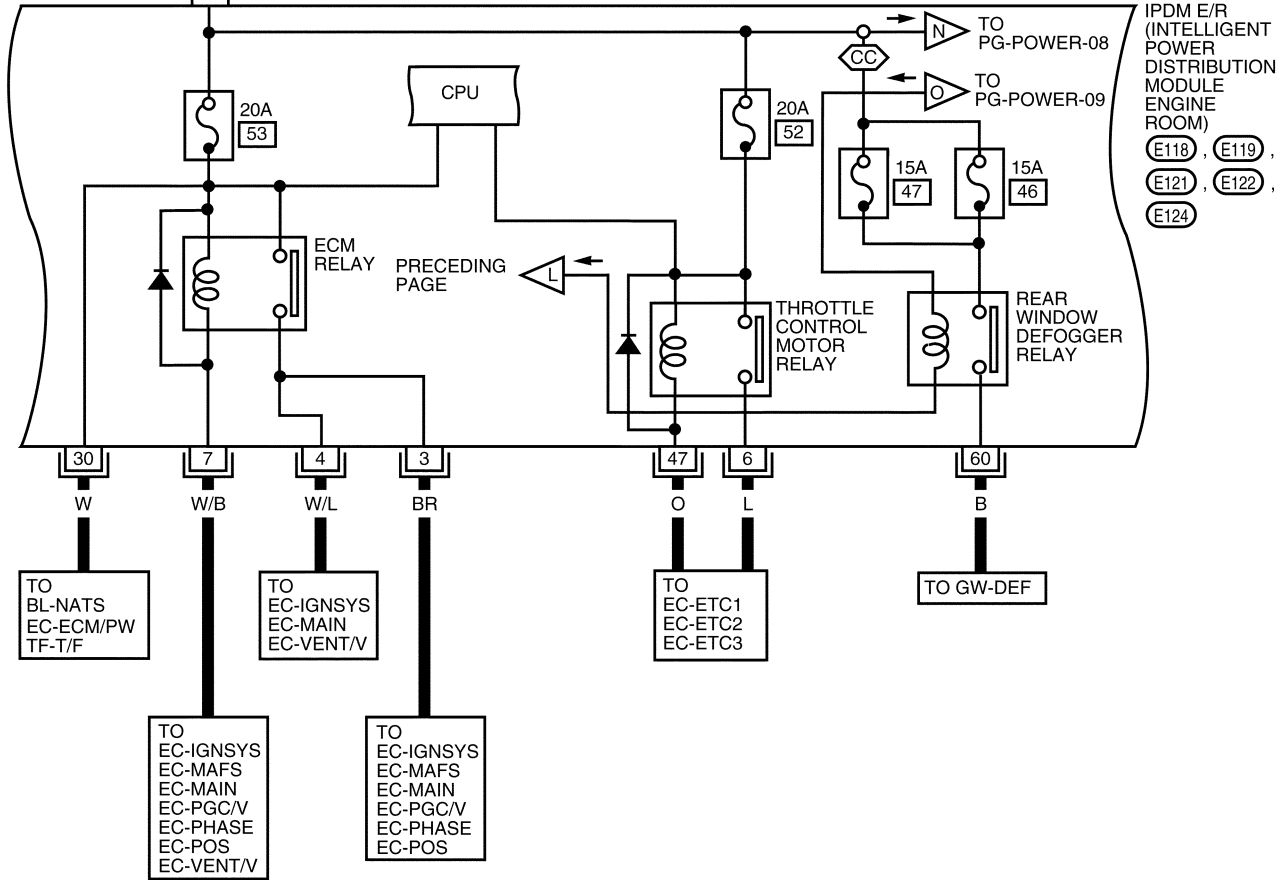 N
TO
PG-POWER-08
CC
O
TO
PG-POWER-09
IPDM E/R
(INTELLIGENT
POWER
DISTRIBUTION
MODULE
ENGINE
ROOM)
E118 , E119 ,
E121 , E122 ,
E124
CPU
20A
53
20A
52
15A
47
15A
46
ECM
RELAY
PRECEDING
PAGE
L
THROTTLE
CONTROL
MOTOR
RELAY
REAR
WINDOW
DEFOGGER
RELAY
30
7
4
3
47
6
60
W
W/B
W/L
BR
O
L
B
TO
BL-NATS
EC-ECM/PW
TF-T/F
TO
EC-IGNSYS
EC-MAIN
EC-VENT/V
TO
EC-ETC1
EC-ETC2
EC-ETC3
TO GW-DEF
TO
EC-IGNSYS
EC-MAFS
EC-MAIN
EC-PGC/V
EC-PHASE
EC-POS
EC-VENT/V
TO
EC-IGNSYS
EC-MAFS
EC-MAIN
EC-PGC/V
EC-PHASE
EC-POS